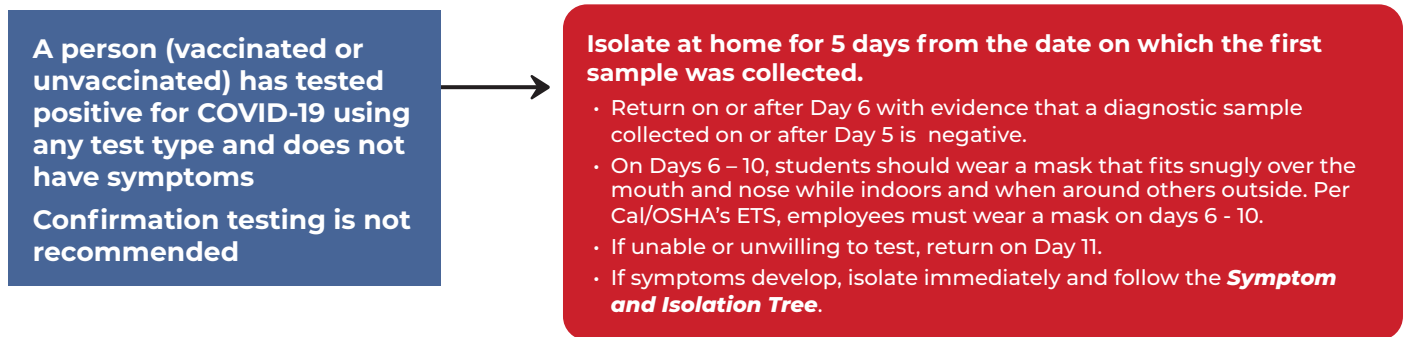 A person (vaccinated or
unvaccinated) has tested
positive for COVID-19 using
any test type and does not
have symptoms
Confirmation testing is not
recommended
Isolate at home for 5 days from the date on which the first
sample was collected.
• Return on or after Day 6 with evidence that a diagnostic sample
collected on or after Day 5 is negative.
• On Days 6 – 10, students should wear a mask that fits snugly over the
mouth and nose while indoors and when around others outside. Per
Cal/OSHA's ETS, employees must wear a mask on days 6 - 10.
• If unable or unwilling to test, return on Day 11.
• If symptoms develop, isolate immediately and follow the Symptom
and Isolation Tree.